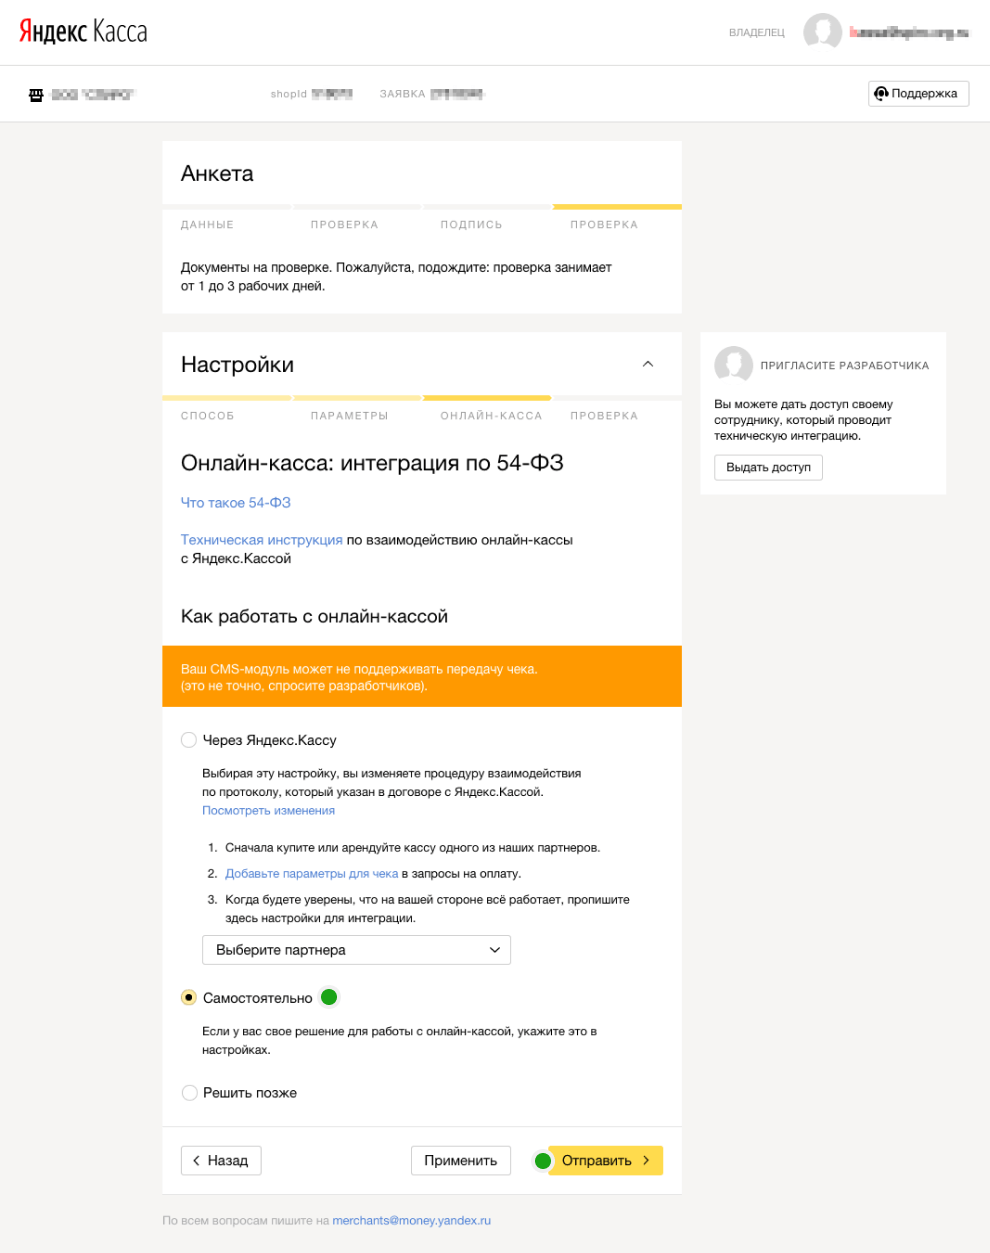 Яндекс Касса
ВЛАДЕЛЕЦ
shopId
ЗАЯВКА
Поддержка
Анкета
ДАННЫЕ ПРОВЕРКА ПОДПИСЬ ПРОВЕРКА
Документы на проверке. Пожалуйста, подождите: проверка занимает
от 1 до 3 рабочих дней.
Настройки
СПОСОБ ПАРАМЕТРЫ ОНЛАЙН-КАССА ПРОВЕРКА
Онлайн-касса: интеграция по 54-ФЗ
Что такое 54-ФЗ
Техническая инструкция по взаимодействию онлайн-кассы
с Яндекс.Кассой
Как работать с онлайн-кассой
Ваш CMS-модуль может не поддерживать передачу чека.
(это не точно, спросите разработчиков).
Через Яндекс.Кассу
Выбирая эту настройку, вы изменяете процедуру взаимодействия
по протоколу, который указан в договоре с Яндекс.Кассой.
Посмотреть изменения
1. Сначала купите или арендуйте кассу одного из наших партнеров.
2. Добавьте параметры для чека в запросы на оплату.
3. Когда будете уверены, что на вашей стороне всё работает, пропишите
здесь настройки для интеграции.
Выберите партнера
Самостоятельно
Если у вас свое решение для работы с онлайн-кассой, укажите это в
настройках.
Решить позже
Назад
Применить
Отправить
По всем вопросам пишите на merchants@money.yandex.ru
ПРИГЛАСИТЕ РАЗРАБОТЧИКА
Вы можете дать доступ своему
сотруднику, который проводит
техническую интеграцию.
Выдать доступ